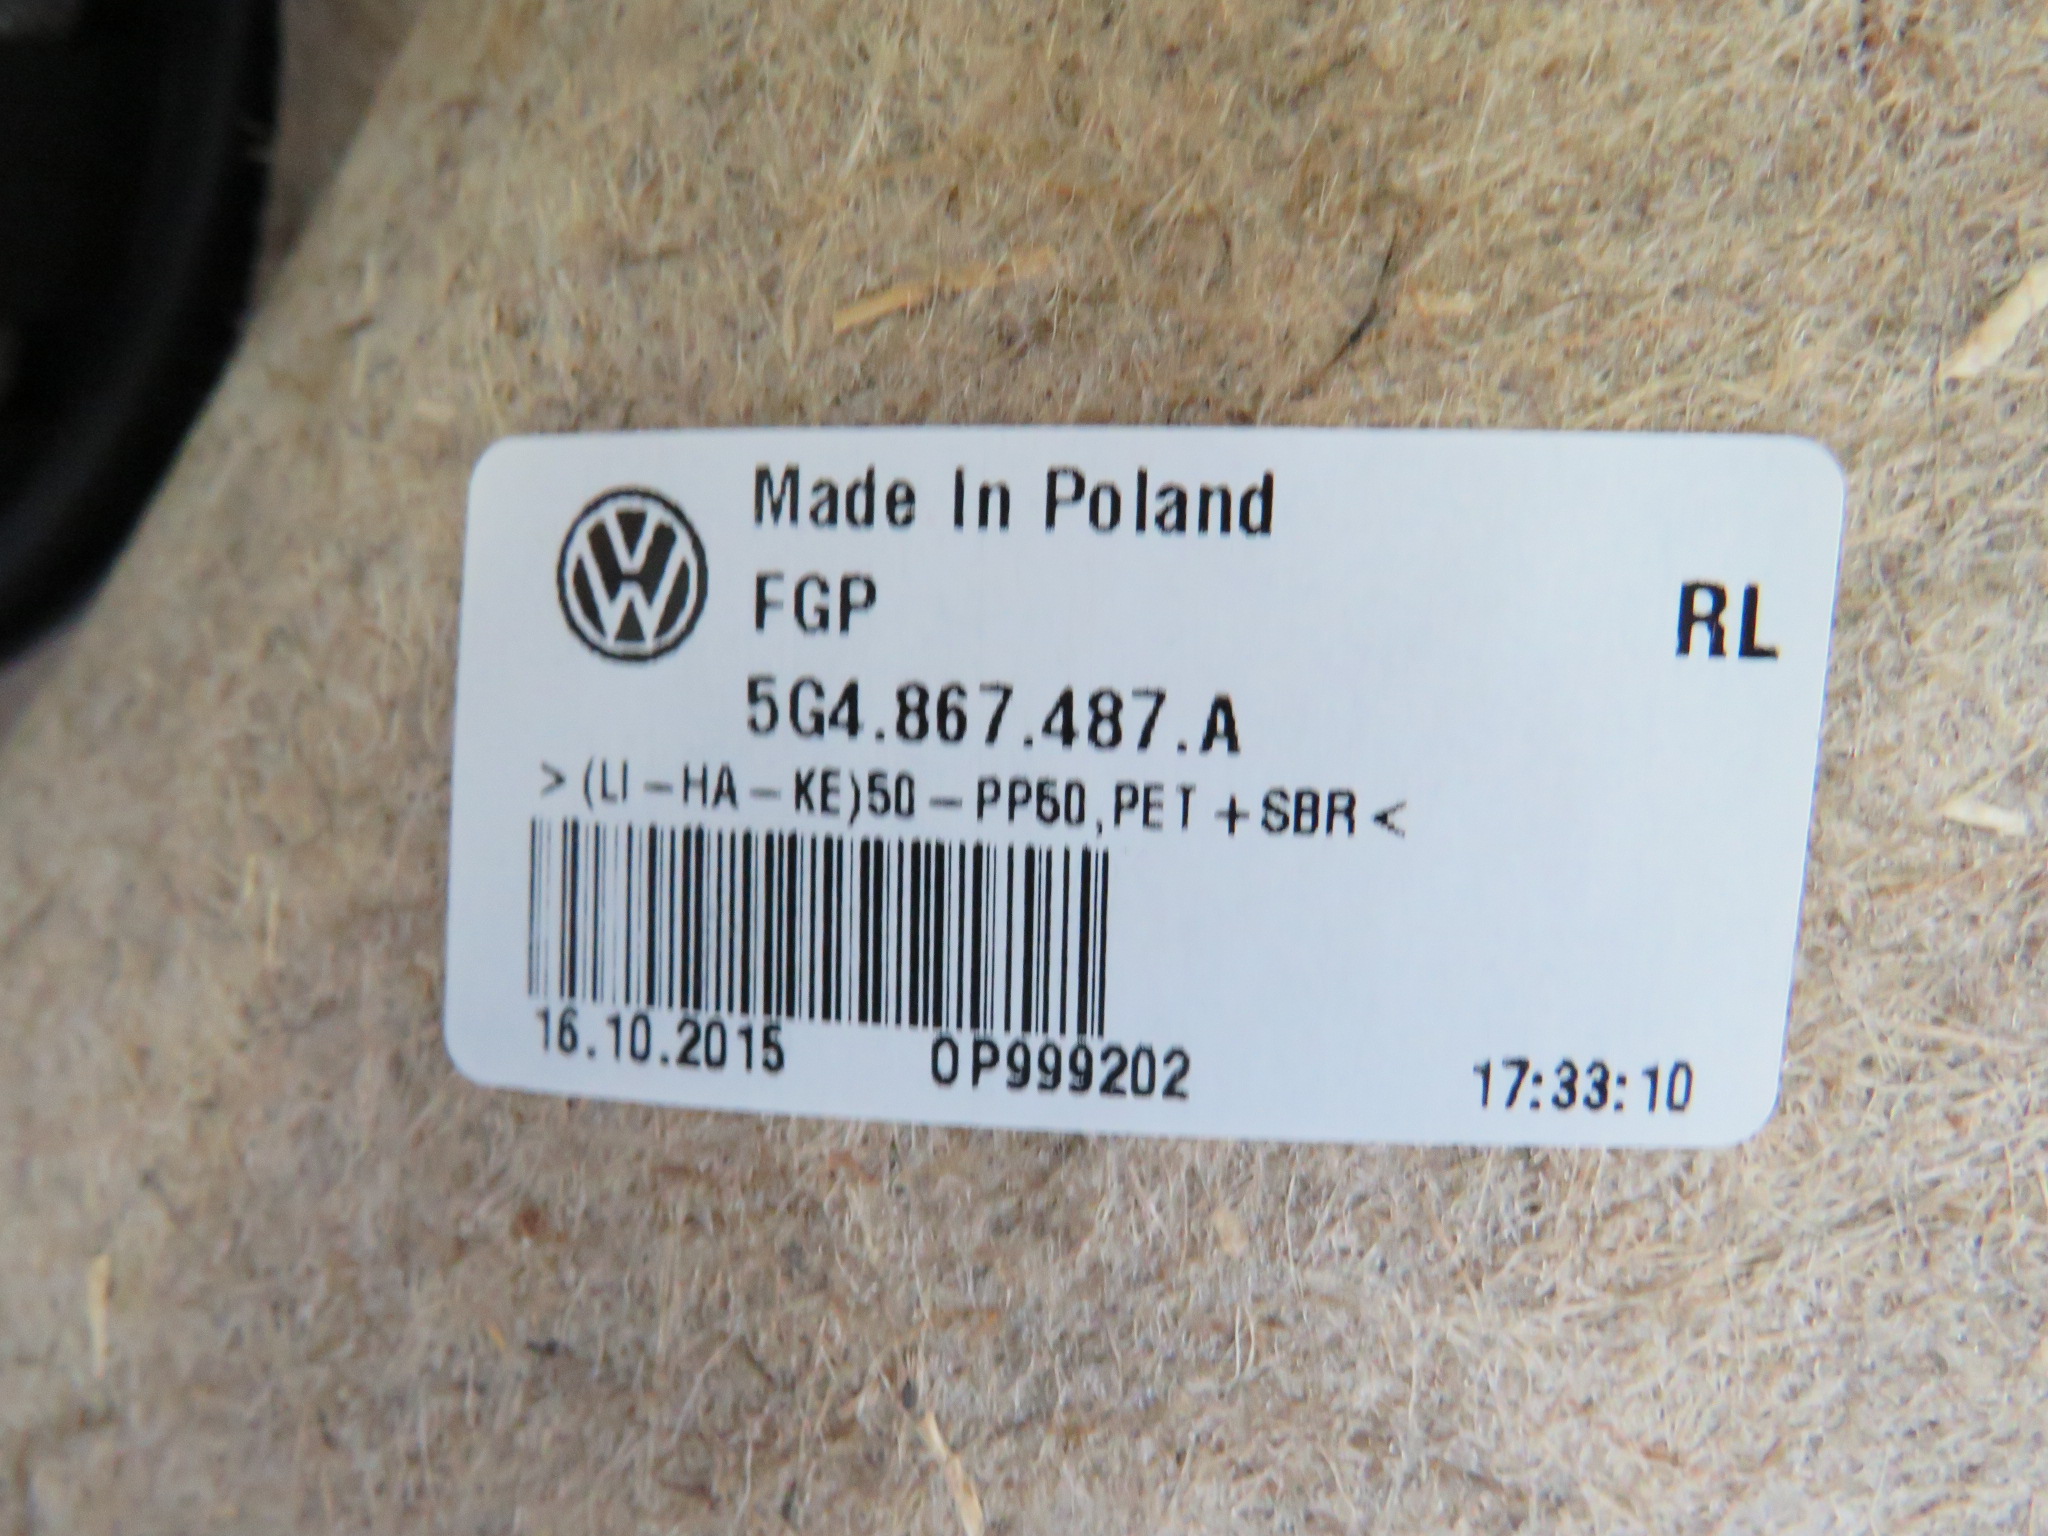 Made In Poland
FGP
RL
5G4.867.487.A
>(LI-HA-KE)50-PP50,PET+SBR<
16.10.2015 0P999202 17:33:10